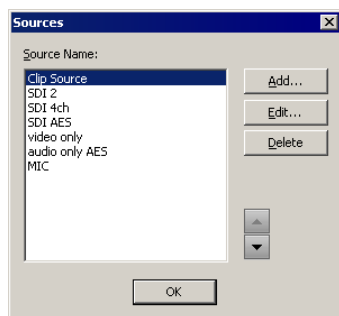 Sources
Source Name:
Clip Source
SDI 2
SDI 4ch
SDI AES
video only
audio only AES
MIC
Add...
Edit...
Delete
OK